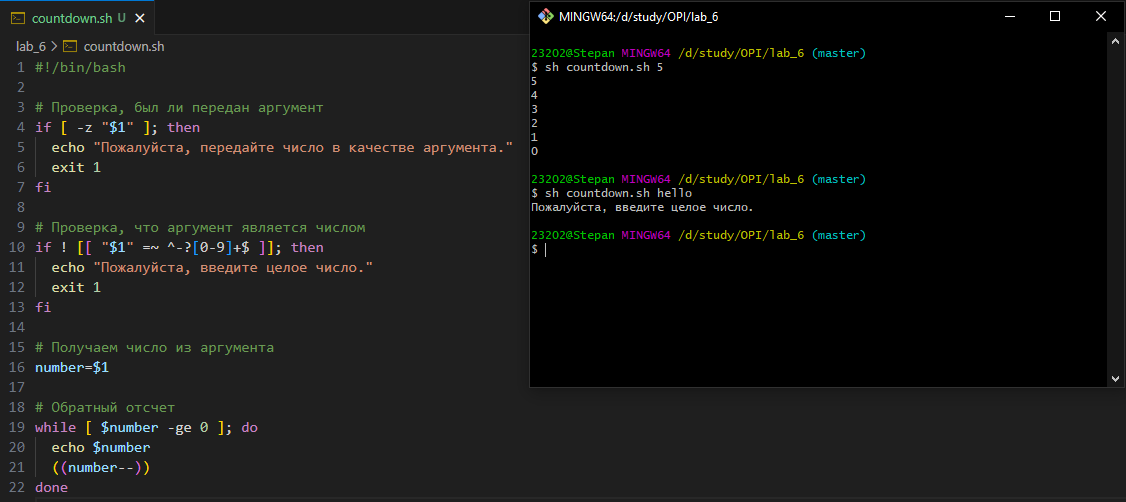 countdown.sh U
lab_6 > countdown.sh
1 #!/bin/bash
2
3 # Проверка, был ли передан аргумент
4 if [ -z "$1" ]; then
5   echo "Пожалуйста, передайте число в качестве аргумента."
6   exit 1
7 fi
8
9 # Проверка, что аргумент является числом
10 if ! [[ "$1" =~ ^-?[0-9]+$ ]]; then
11   echo "Пожалуйста, введите целое число."
12   exit 1
13 fi
14
15 # Получаем число из аргумента
16 number=$1
17
18 # Обратный отсчет
19 while [ $number -ge 0 ]; do
20   echo $number
21   ((number--))
22 done
MINGW64:/d/study/OPI/lab_6
23202@Stepan MINGW64 /d/study/OPI/lab_6 (master)
$ sh countdown.sh 5
5
4
3
2
1
0
23202@Stepan MINGW64 /d/study/OPI/lab_6 (master)
$ sh countdown.sh hello
Пожалуйста, введите целое число.
23202@Stepan MINGW64 /d/study/OPI/lab_6 (master)
$